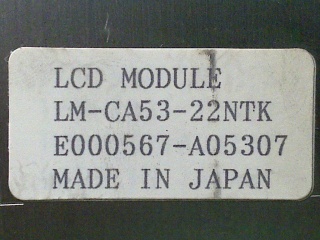 LCD MODULE
LM-CA53-22NTK
E000567-A05307
MADE IN JAPAN